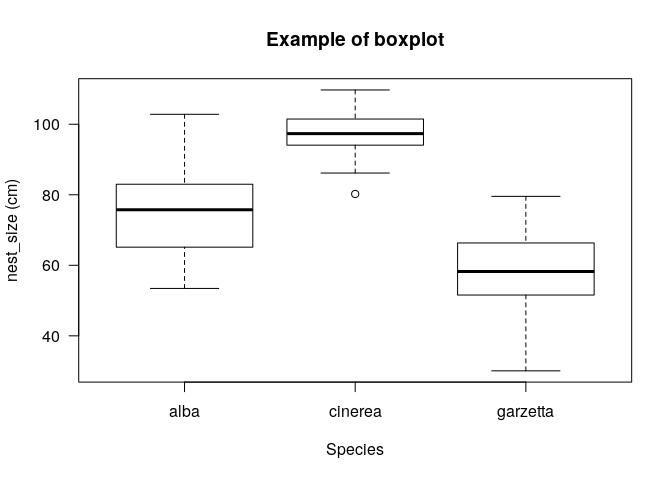 Example of boxplot
nest_size (cm)
100
80
60
40
alba
cinerea
garzetta
Species